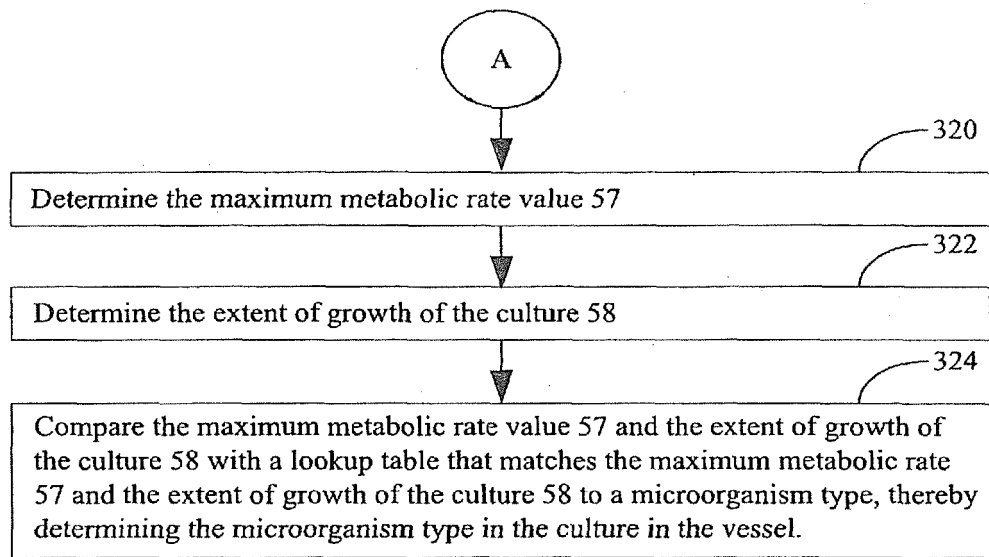 A
320
Determine the maximum metabolic rate value 57
322
Determine the extent of growth of the culture 58
324
Compare the maximum metabolic rate value 57 and the extent of growth of
the culture 58 with a lookup table that matches the maximum metabolic rate
57 and the extent of growth of the culture 58 to a microorganism type, thereby
determining the microorganism type in the culture in the vessel.